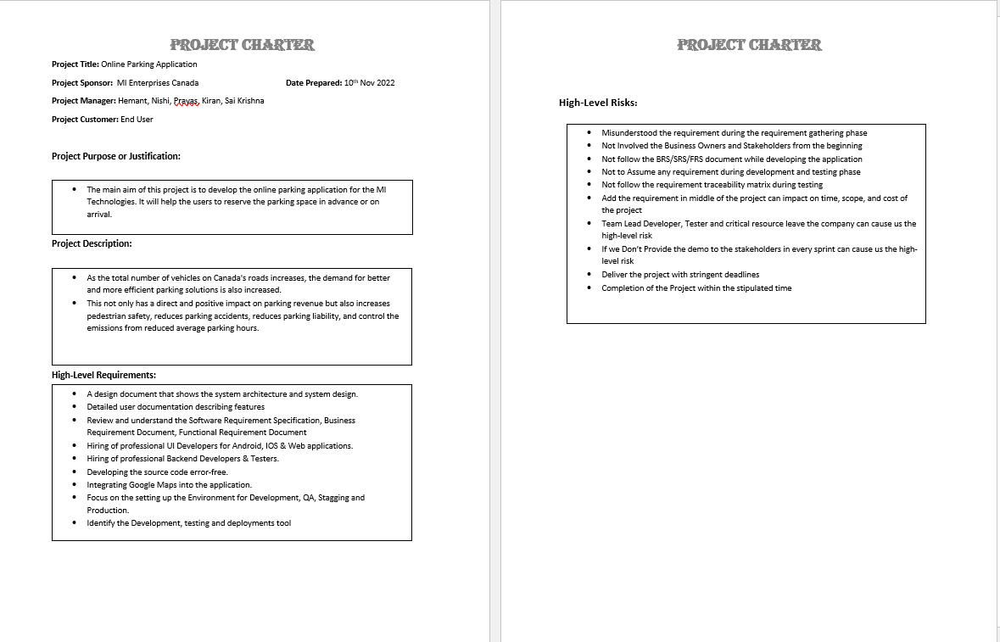 PROJECT CHARTER
Project Title: Online Parking Application
Project Sponsor: MI Enterprises Canada Date Prepared: 10th Nov 2022
Project Manager: Hemant, Nishi, Prayas, Kiran, Sai Krishna
Project Customer: End User
Project Purpose or Justification:
• The main aim of this project is to develop the online parking application for the MI
Technologies. It will help the users to reserve the parking space in advance or on
arrival.
Project Description:
• As the total number of vehicles on Canada's roads increases, the demand for better
and more efficient parking solutions is also increased.
• This not only has a direct and positive impact on parking revenue but also increases
pedestrian safety, reduces parking accidents, reduces parking liability, and control the
emissions from reduced average parking hours.
High-Level Requirements:
• A design document that shows the system architecture and system design.
• Detailed user documentation describing features
• Review and understand the Software Requirement Specification, Business
Requirement Document, Functional Requirement Document
• Hiring of professional UI Developers for Android, IOS & Web applications.
• Hiring of professional Backend Developers & Testers.
• Developing the source code error-free.
• Integrating Google Maps into the application.
• Focus on the setting up the Environment for Development, QA, Stagging and
Production.
• Identify the Development, testing and deployments tool
PROJECT CHARTER
High-Level Risks:
• Misunderstood the requirement during the requirement gathering phase
• Not Involved the Business Owners and Stakeholders from the beginning
• Not follow the BRS/SRS/FRS document while developing the application
• Not to Assume any requirement during development and testing phase
• Not follow the requirement traceability matrix during testing
• Add the requirement in middle of the project can impact on time, scope, and cost of
the project
• Team Lead Developer, Tester and critical resource leave the company can cause us the
high-level risk
• If we Don't Provide the demo to the stakeholders in every sprint can cause us the high-
level risk
• Deliver the project with stringent deadlines
• Completion of the Project within the stipulated time